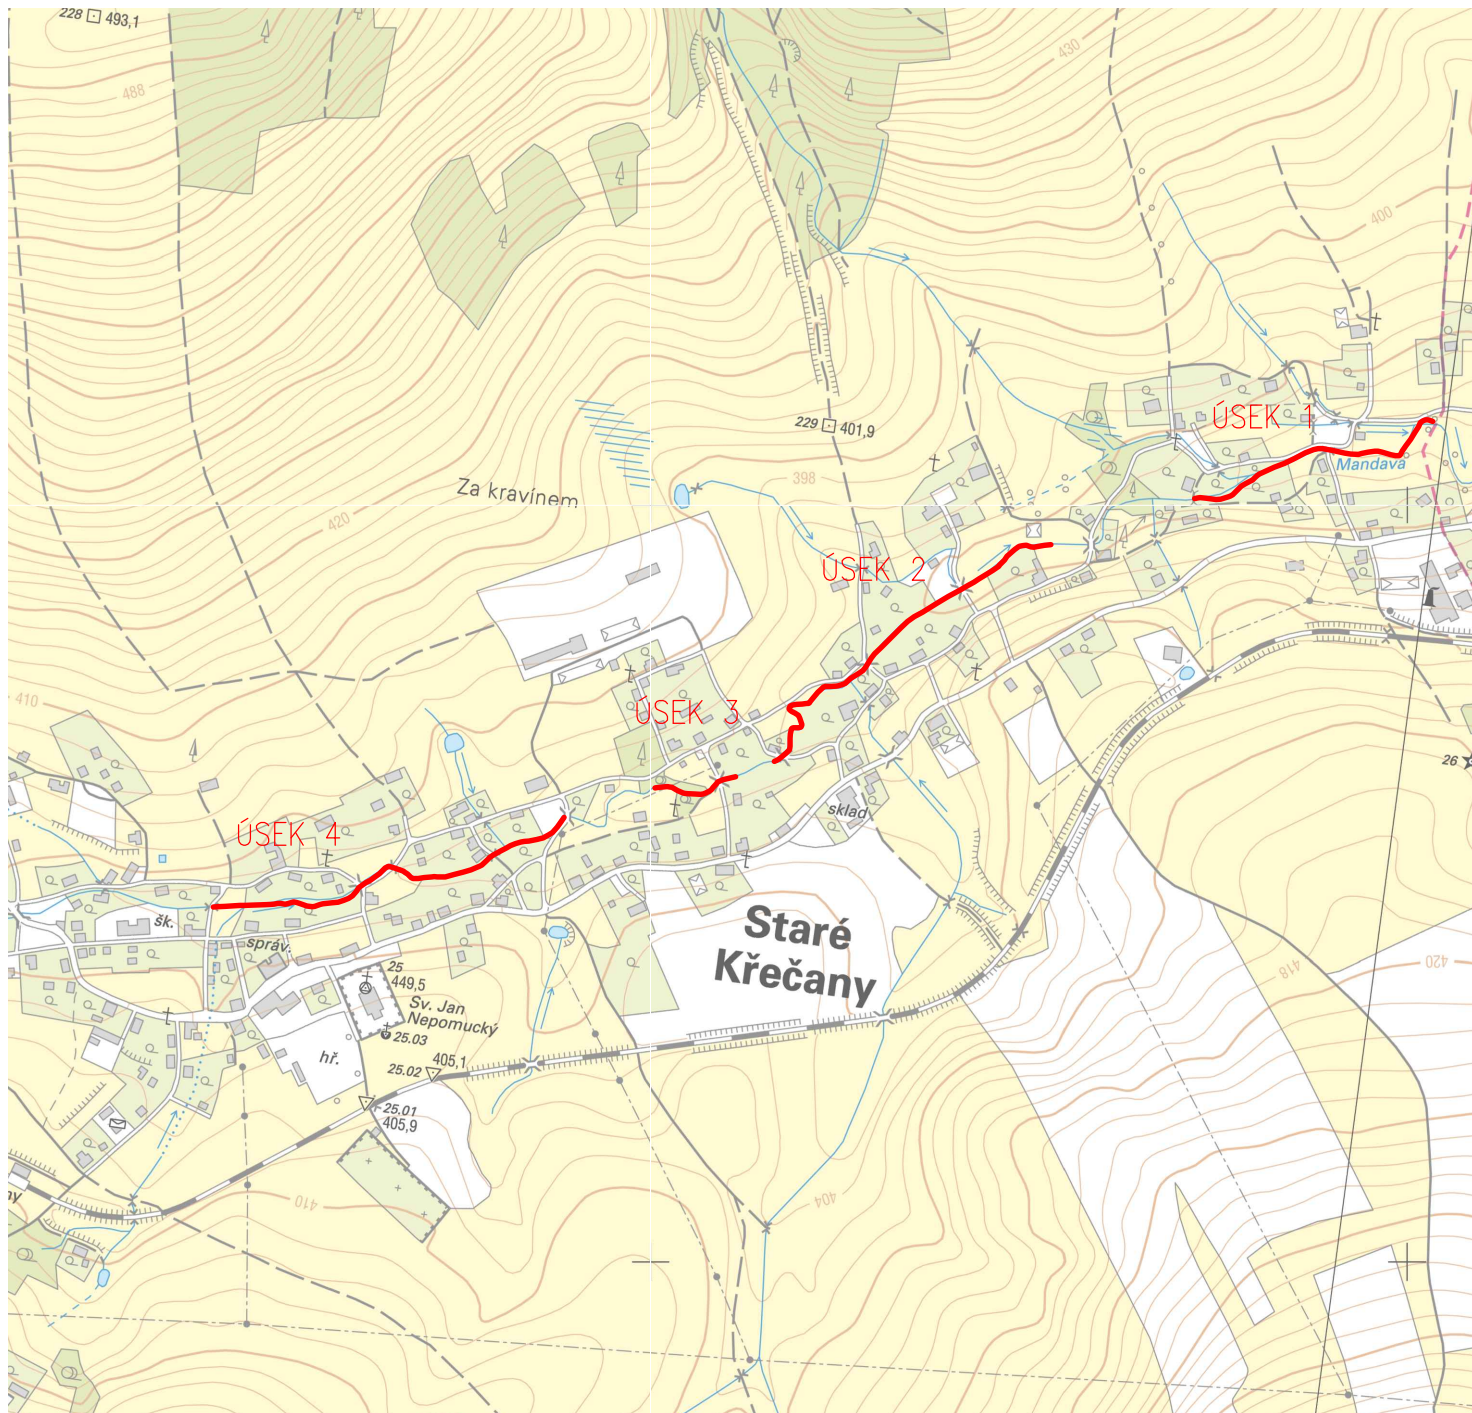 228 493,1
488
430
400
229 401,9
398
ÚSEK 1
Mandava
Za kravínem
420
ÚSEK 2
410
ÚSEK 3
26
ÚSEK 4
sklad
šk.
správ.
Staré
Křečany
25
449,5
Sv. Jan
Nepomucký
25.03
418
420
hř.
25.02 405,1
25.01
405,9
ny
410
404